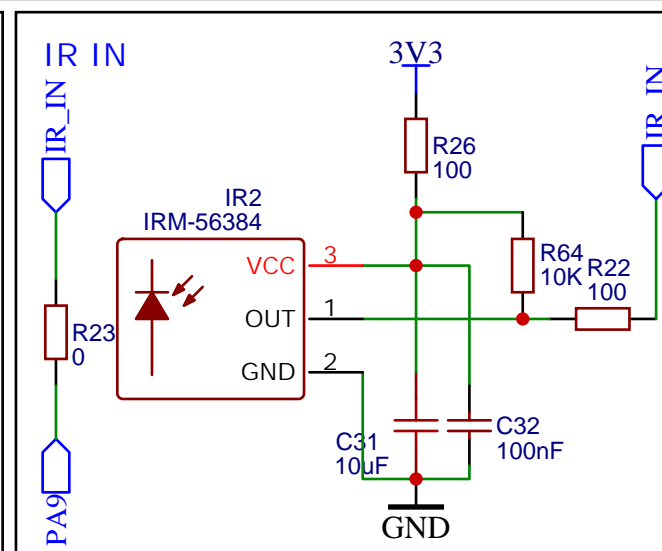 IR IN
IR_IN
3V3
IR_IN
R26
100
IR2
IRM-56384
VCC
3
R64
10K
R22
100
OUT
1
R23
0
GND
2
C31
10µF
C32
100nF
PA9
GND